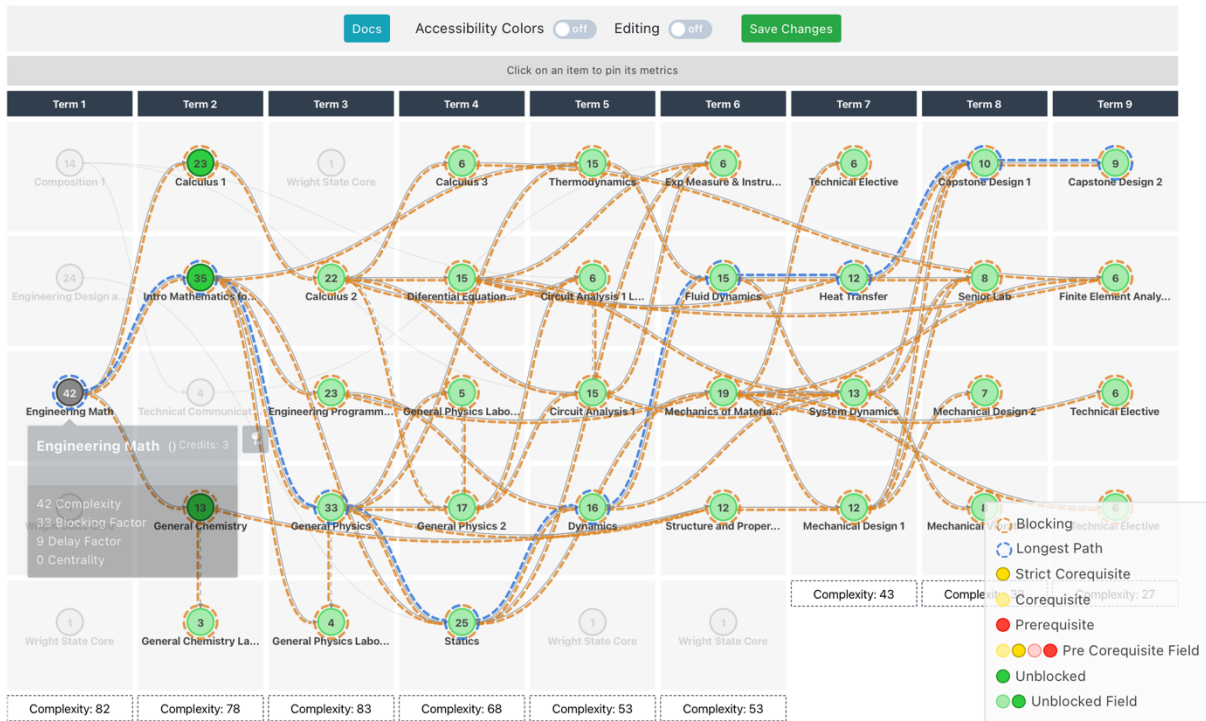 Docs Accessibility Colors off Editing off Save Changes
Click on an item to pin its metrics
Term 1 Term 2 Term 3 Term 4 Term 5 Term 6 Term 7 Term 8 Term 9
14 23 1 6 15 6 6 10 9
Composition 1 Calculus 1 Wright State Core Calculus 3 Thermodynamics Exp Measure & Instru... Technical Elective Capstone Design 1 Capstone Design 2
24 35 22 15 6 15 12 8 6
Engineering Design a... Intro Mathematics fo... Calculus 2 Diferential Equation... Circuit Analysis 1 L... Fluid Dynamics Heat Transfer Senior Lab Finite Element Analy...
42 4 23 5 15 19 13 7 6
Engineering Math Technical Communicat... Engineering Programm... General Physics Labo... Circuit Analysis 1 Mechanics of Materia... System Dynamics Mechanical Design 2 Technical Elective
Engineering Math () Credits: 3
42 Complexity
33 Blocking Factor
9 Delay Factor
0 Centrality
13 33 17 16 12 12 8 6
General Chemistry General Physics General Physics 2 Dynamics Structure and Proper... Mechanical Design 1 Mechanical Technical Elective
1 3 4 25 1 1
Wright State Core General Chemistry La... General Physics Labo... Statics Wright State Core Wright State Core
Complexity: 43 Complexity: 27
Complexity: 82 Complexity: 78 Complexity: 83 Complexity: 68 Complexity: 53 Complexity: 53
Blocking
Longest Path
Strict Corequisite
Corequisite
Prerequisite
Pre Corequisite Field
Unblocked
Unblocked Field